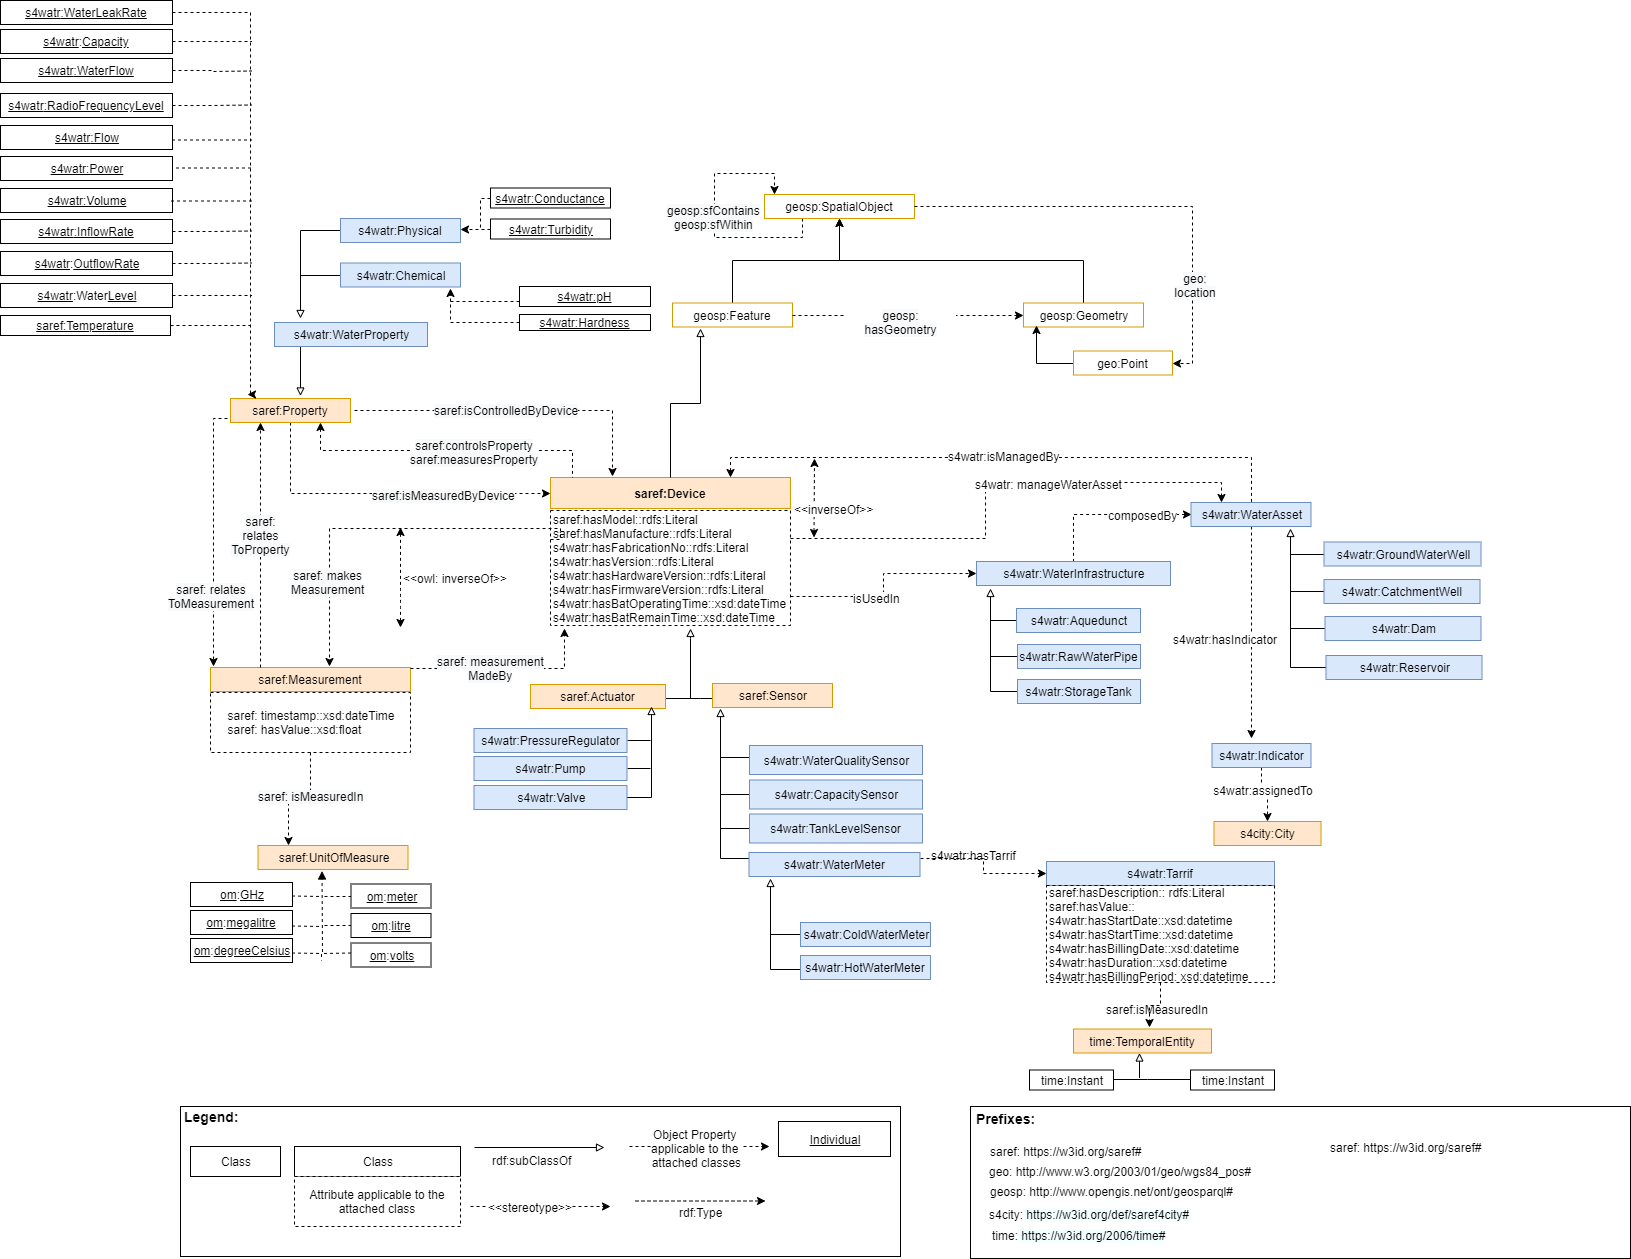 s4watr:WaterLeakRate
s4watr:Capacity
s4watr:WaterFlow
s4watr:RadioFrequencyLevel
s4watr:Flow
s4watr:Power
s4watr:Volume
s4watr:InflowRate
s4watr:OutflowRate
s4watr:WaterLevel
saref:Temperature
s4watr:Physical
s4watr:Conductance
s4watr:Turbidity
s4watr:Chemical
s4watr:pH
s4watr:Hardness
s4watr:WaterProperty
geosp:sfContains
geosp:sfWithin
geosp:SpatialObject
geo:
location
geosp:Feature
geosp:
hasGeometry
geosp:Geometry
geo:Point
saref:Property
saref:isControlledByDevice
saref:controlsProperty
saref:measuresProperty
saref:isMeasuredByDevice
saref:
relates
ToProperty
saref: relates
ToMeasurement
saref: makes
Measurement
<<owl: inverseOf>>
saref:Device
saref:hasModel::rdfs:Literal
saref:hasManufacture::rdfs:Literal
s4watr:hasFabricationNo::rdfs:Literal
s4watr:hasVersion::rdfs:Literal
s4watr:hasHardwareVersion::rdfs:Literal
s4watr:hasFirmwareVersion::rdfs:Literal
s4watr:hasBatOperatingTime::xsd:dateTime
s4watr:hasBatRemainTime::xsd:dateTime
<<inverseOf>>
s4watr:isManagedBy
s4watr: manageWaterAsset
composedBy
isUsedIn
s4watr:WaterAsset
s4watr:GroundWaterWell
s4watr:CatchmentWell
s4watr:Dam
s4watr:Reservoir
s4watr:hasIndicator
s4watr:WaterInfrastructure
s4watr:Aquedunct
s4watr:RawWaterPipe
s4watr:StorageTank
s4watr:Indicator
s4watr:assignedTo
s4city:City
saref: measurement
MadeBy
saref:Measurement
saref: timestamp::xsd:dateTime
saref: hasValue::xsd:float
saref: isMeasuredIn
saref:UnitOfMeasure
om:GHz
om:meter
om:megalitre
om:litre
om:degreeCelsius
om:volts
saref:Actuator
saref:Sensor
s4watr:PressureRegulator
s4watr:Pump
s4watr:Valve
s4watr:WaterQualitySensor
s4watr:CapacitySensor
s4watr:TankLevelSensor
s4watr:WaterMeter
s4watr:hasTarrif
s4watr:ColdWaterMeter
s4watr:HotWaterMeter
s4watr:Tarrif
saref:hasDescription:: rdfs:Literal
saref:hasValue::
s4watr:hasStartDate::xsd:datetime
s4watr:hasStartTime::xsd:datetime
s4watr:hasBillingDate::xsd:datetime
s4watr:hasDuration::xsd:datetime
s4watr:hasBillingPeriod: xsd:datetime
saref:isMeasuredIn
time:TemporalEntity
time:Instant
time:Instant
Legend:
Class
Class
Attribute applicable to the
attached class
rdf:subClassOf
<<stereotype>>
Object Property
applicable to the
attached classes
rdf:Type
Individual
Prefixes:
saref: https://w3id.org/saref#
geo: http://www.w3.org/2003/01/geo/wgs84_pos#
geosp: http://www.opengis.net/ont/geosparql#
s4city: https://w3id.org/def/saref4city#
time: https://w3id.org/2006/time#
saref: https://w3id.org/saref#